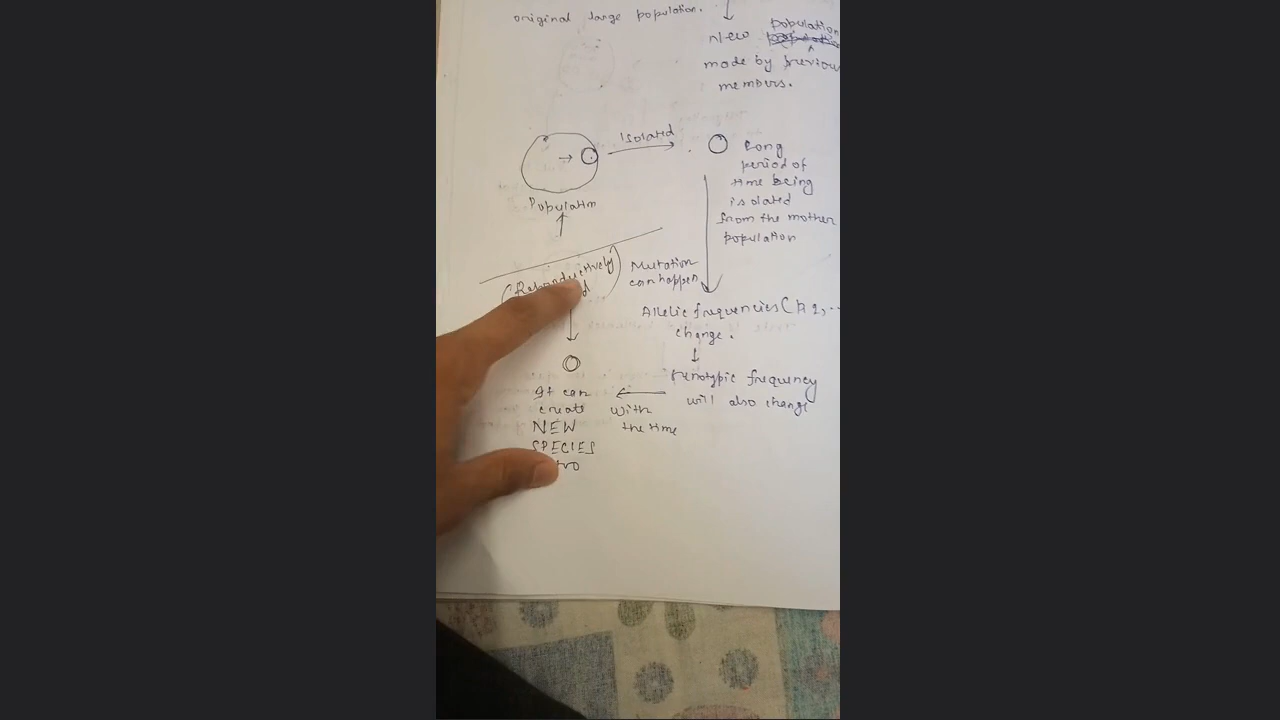 original large population.
New population
made by previous
members.
isolated
Long
period of
time being
isolated
from the mother
population
Population
Reproductively
Mutation
can happen
Allelic frequencies (p, q, ..
change.
Genotypic frequency
will also change
with
the time
It can
create
NEW
SPECIES